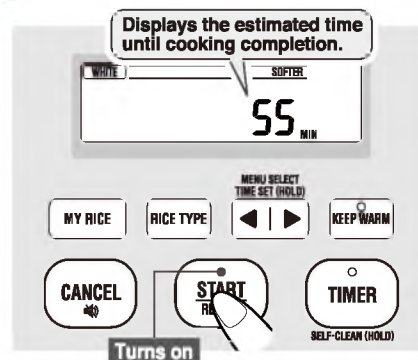 Displays the estimated time
until cooking completion.
WHITE SOFTER
55 MIN
MENU SELECT
TIME SET (HOLD)
MY RICE RICE TYPE KEEP WARM
CANCEL START TIMER
SELF-CLEAN (HOLD)
Turns on